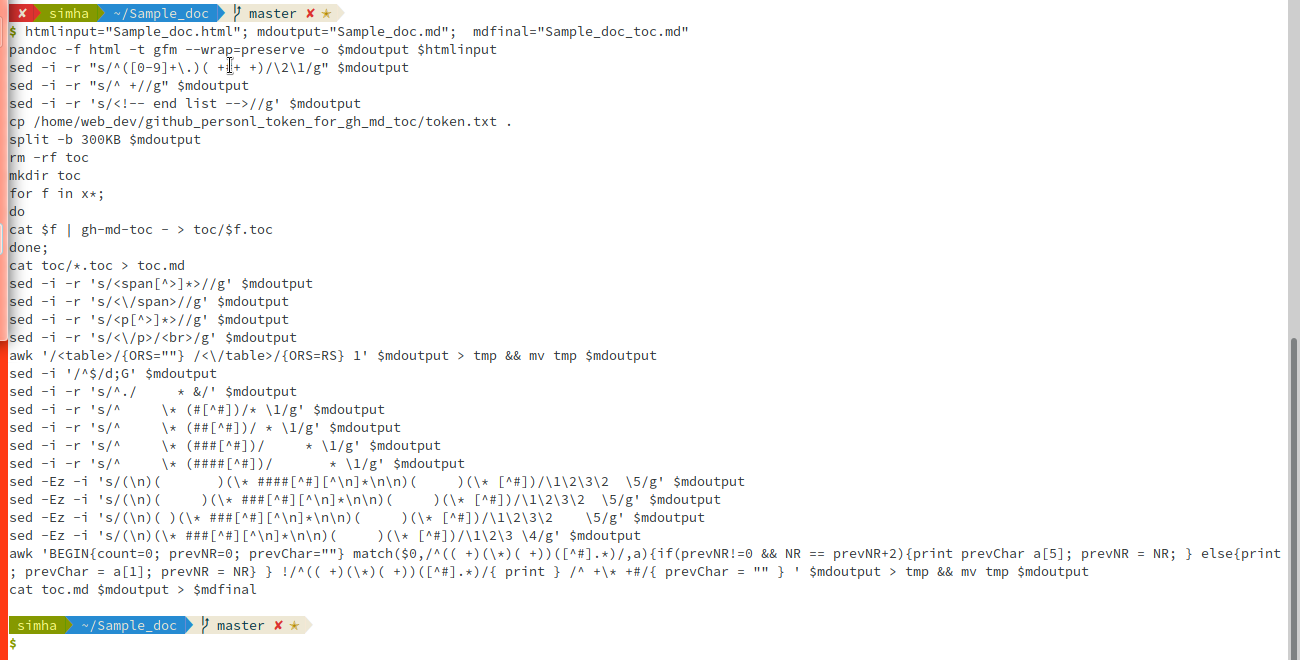 ✘ simha ~/Sample_doc master ✘ ★
$ htmlinput="Sample_doc.html"; mdoutput="Sample_doc.md";  mdfinal="Sample_doc_toc.md"
pandoc -f html -t gfm --wrap=preserve -o $mdoutput $htmlinput
sed -i -r "s/^([0-9]+\.)( +#+ +)/\2\1/g" $mdoutput
sed -i -r "s/^ +//g" $mdoutput
sed -i -r 's/<!-- end list -->//g' $mdoutput
cp /home/web_dev/github_personl_token_for_gh_md_toc/token.txt .
split -b 300KB $mdoutput
rm -rf toc
mkdir toc
for f in x*;
do
cat $f | gh-md-toc - > toc/$f.toc
done;
cat toc/*.toc > toc.md
sed -i -r 's/<span[^>]*>//g' $mdoutput
sed -i -r 's/<\/span>//g' $mdoutput
sed -i -r 's/<p[^>]*>//g' $mdoutput
sed -i -r 's/<\/p>/<br>/g' $mdoutput
awk '/<table>/{ORS=""} /<\/table>/{ORS=RS} 1' $mdoutput > tmp && mv tmp $mdoutput
sed -i '/^$/d;G' $mdoutput
sed -i -r 's/^./     * &/' $mdoutput
sed -i -r 's/^     \* (#[^#])/* \1/g' $mdoutput
sed -i -r 's/^     \* (##[^#])/ * \1/g' $mdoutput
sed -i -r 's/^     \* (###[^#])/     * \1/g' $mdoutput
sed -i -r 's/^     \* (####[^#])/       * \1/g' $mdoutput
sed -Ez -i 's/(\n)(       )(\* ####[^#][^\n]*\n\n)(     )(\* [^#])/\1\2\3\2  \5/g' $mdoutput
sed -Ez -i 's/(\n)(     )(\* ###[^#][^\n]*\n\n)(     )(\* [^#])/\1\2\3\2  \5/g' $mdoutput
sed -Ez -i 's/(\n)( )(\* ###[^#][^\n]*\n\n)(     )(\* [^#])/\1\2\3\2    \5/g' $mdoutput
sed -Ez -i 's/(\n)(\* ###[^#][^\n]*\n\n)(     )(\* [^#])/\1\2\3 \4/g' $mdoutput
awk 'BEGIN{count=0; prevNR=0; prevChar=""} match($0,/^(( +)(\*)( +))([^#].*)/,a){if(prevNR!=0 && NR == prevNR+2){print prevChar a[5]; prevNR = NR; } else{print
; prevChar = a[1]; prevNR = NR} } !/^(( +)(\*)( +))([^#].*)/{ print } /^ +\* +#/{ prevChar = "" } ' $mdoutput > tmp && mv tmp $mdoutput
cat toc.md $mdoutput > $mdfinal
simha ~/Sample_doc master ✘ ★
$